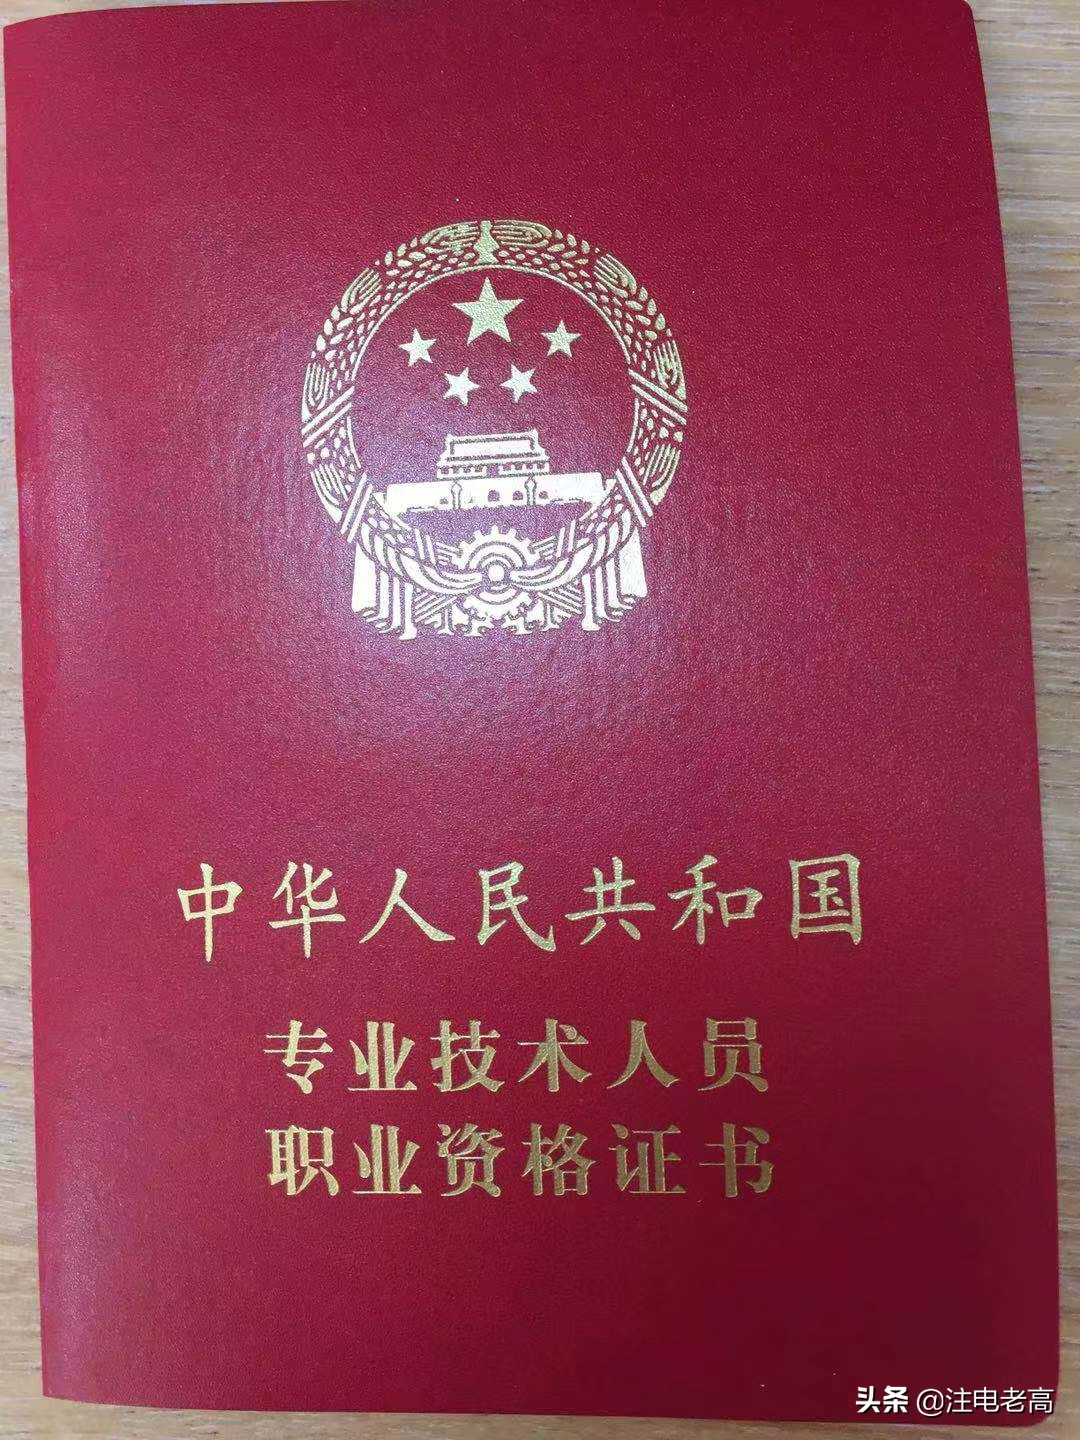 中华人民共和国
专业技术人员
职业资格证书
头条 @注电老高